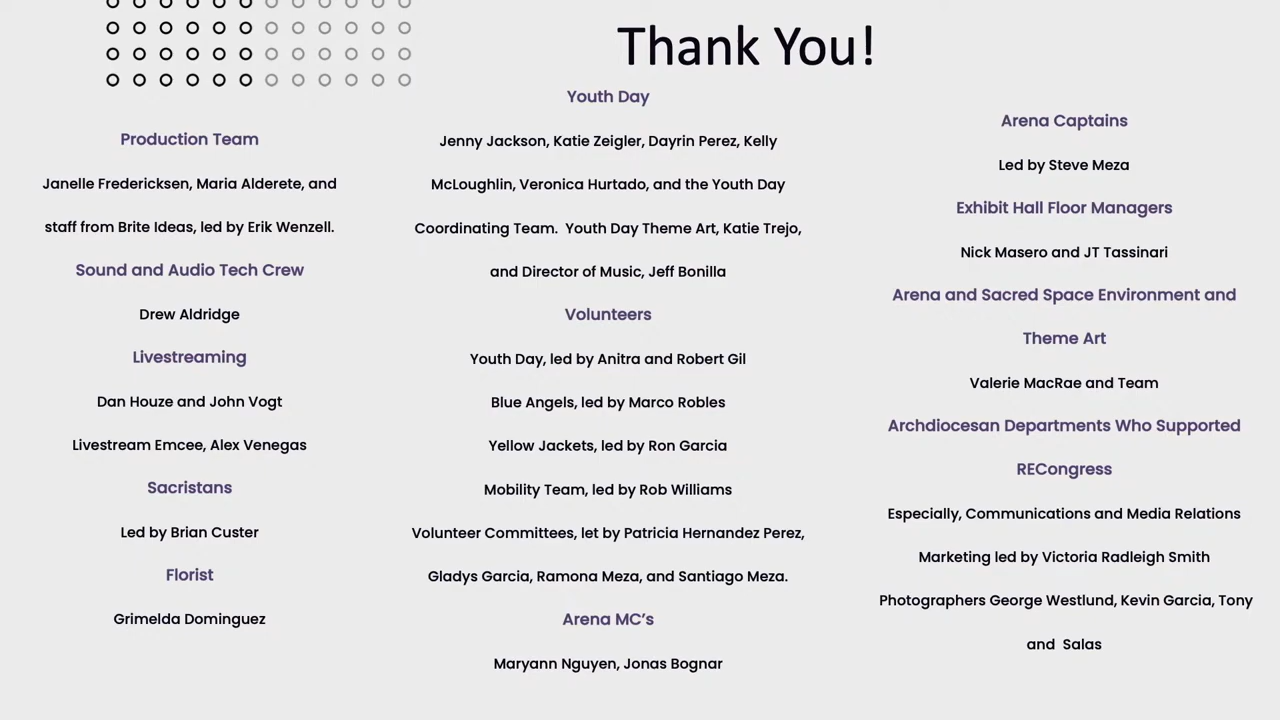 Thank You!
Production Team
Janelle Fredericksen, Maria Alderete, and
staff from Brite Ideas, led by Erik Wenzell.
Sound and Audio Tech Crew
Drew Aldridge
Livestreaming
Dan Houze and John Vogt
Livestream Emcee, Alex Venegas
Sacristans
Led by Brian Custer
Florist
Grimelda Dominguez
Youth Day
Jenny Jackson, Katie Zeigler, Dayrin Perez, Kelly
McLoughlin, Veronica Hurtado, and the Youth Day
Coordinating Team.  Youth Day Theme Art, Katie Trejo,
and Director of Music, Jeff Bonilla
Volunteers
Youth Day, led by Anitra and Robert Gil
Blue Angels, led by Marco Robles
Yellow Jackets, led by Ron Garcia
Mobility Team, led by Rob Williams
Volunteer Committees, let by Patricia Hernandez Perez,
Gladys Garcia, Ramona Meza, and Santiago Meza.
Arena MC’s
Maryann Nguyen, Jonas Bognar
Arena Captains
Led by Steve Meza
Exhibit Hall Floor Managers
Nick Masero and JT Tassinari
Arena and Sacred Space Environment and
Theme Art
Valerie MacRae and Team
Archdiocesan Departments Who Supported
RECongress
Especially, Communications and Media Relations
Marketing led by Victoria Radleigh Smith
Photographers George Westlund, Kevin Garcia, Tony
and  Salas